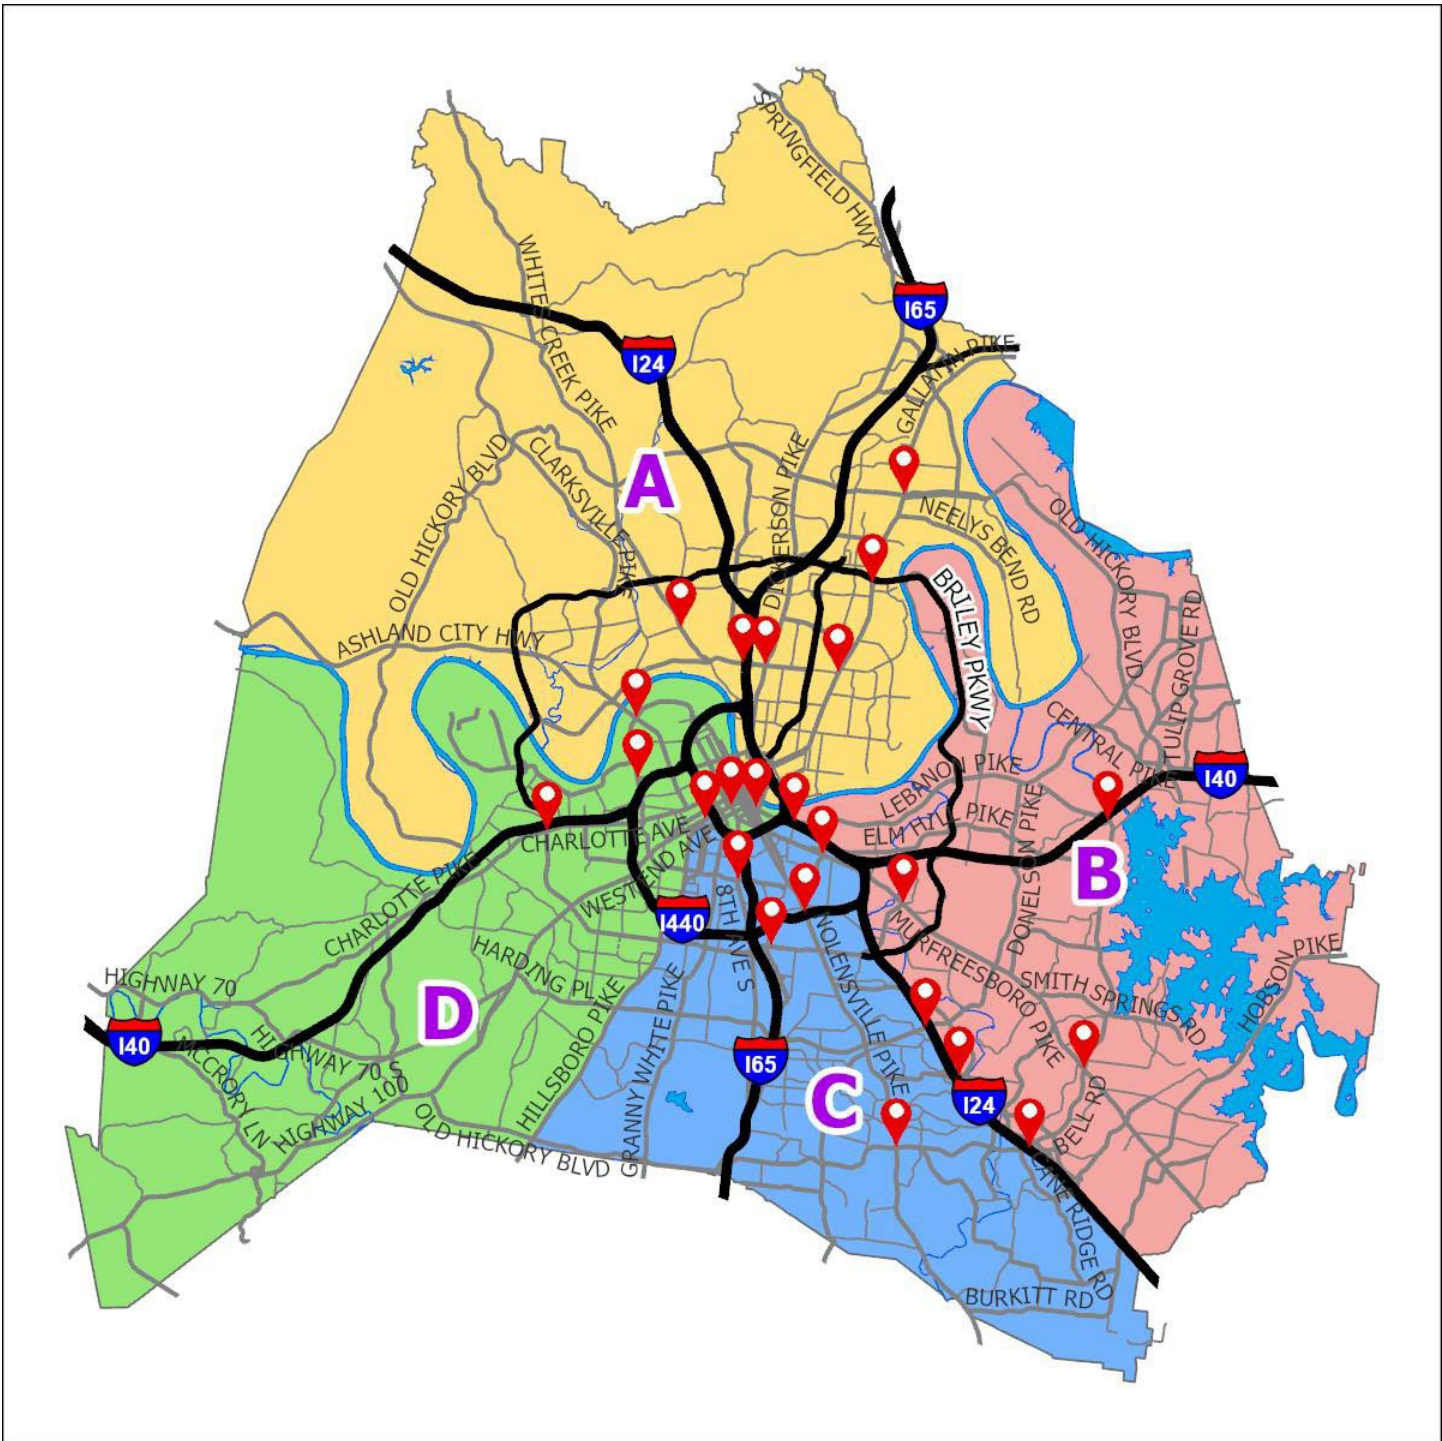 SPRINGFIELD HWY
WHITES CREEK PIKE
I65
I24
GALLATIN PIKE
A
OLD HICKORY BLVD
CLARKSVILLE PIKE
DICKERSON PIKE
NEELYS BEND RD
OLD HICKORY BLVD
ASHLAND CITY HWY
BRILEY PKWY
TULIP GROVE RD
CENTRAL PIKE
I40
LEBANON PIKE
ELM HILL PIKE
DONELSON PIKE
B
CHARLOTTE AVE
WEST END AVE
CHARLOTTE PIKE
I440
8TH AVE S
NOLENSVILLE PIKE
MURFREESBORO PIKE
SMITH SPRINGS RD
HOBSON PIKE
HARDING PL
HIGHWAY 70
D
I40
HIGHWAY 70 S
MCCRORY LN
HIGHWAY 100
OLD HICKORY BLVD
HILLSBORO PIKE
GRANNY WHITE PIKE
I65
C
I24
BELL RD
CANE RIDGE RD
BURKITT RD